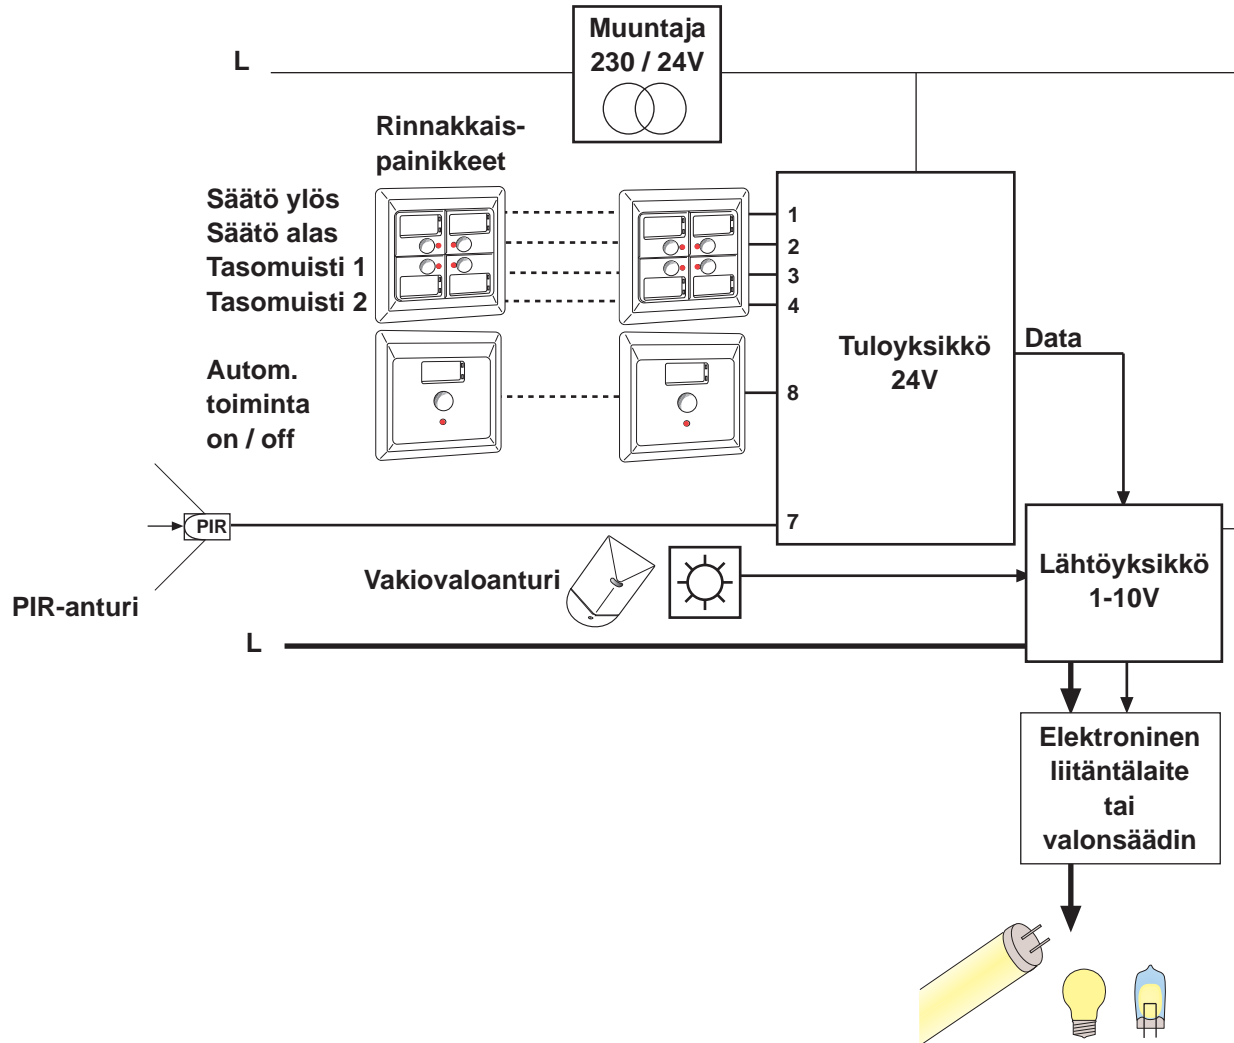 Muuntaja
230 / 24V
L
Rinnakkais-
painikkeet
Säätö ylös
Säätö alas
Tasomuisti 1
Tasomuisti 2
1
2
3
4
Tuloyksikkö
24V
Data
Autom.
toiminta
on / off
8
PIR
7
Vakiovaloanturi
Lähtöyksikkö
1-10V
PIR-anturi
L
Elektroninen
liitäntälaite
tai
valonsäädin